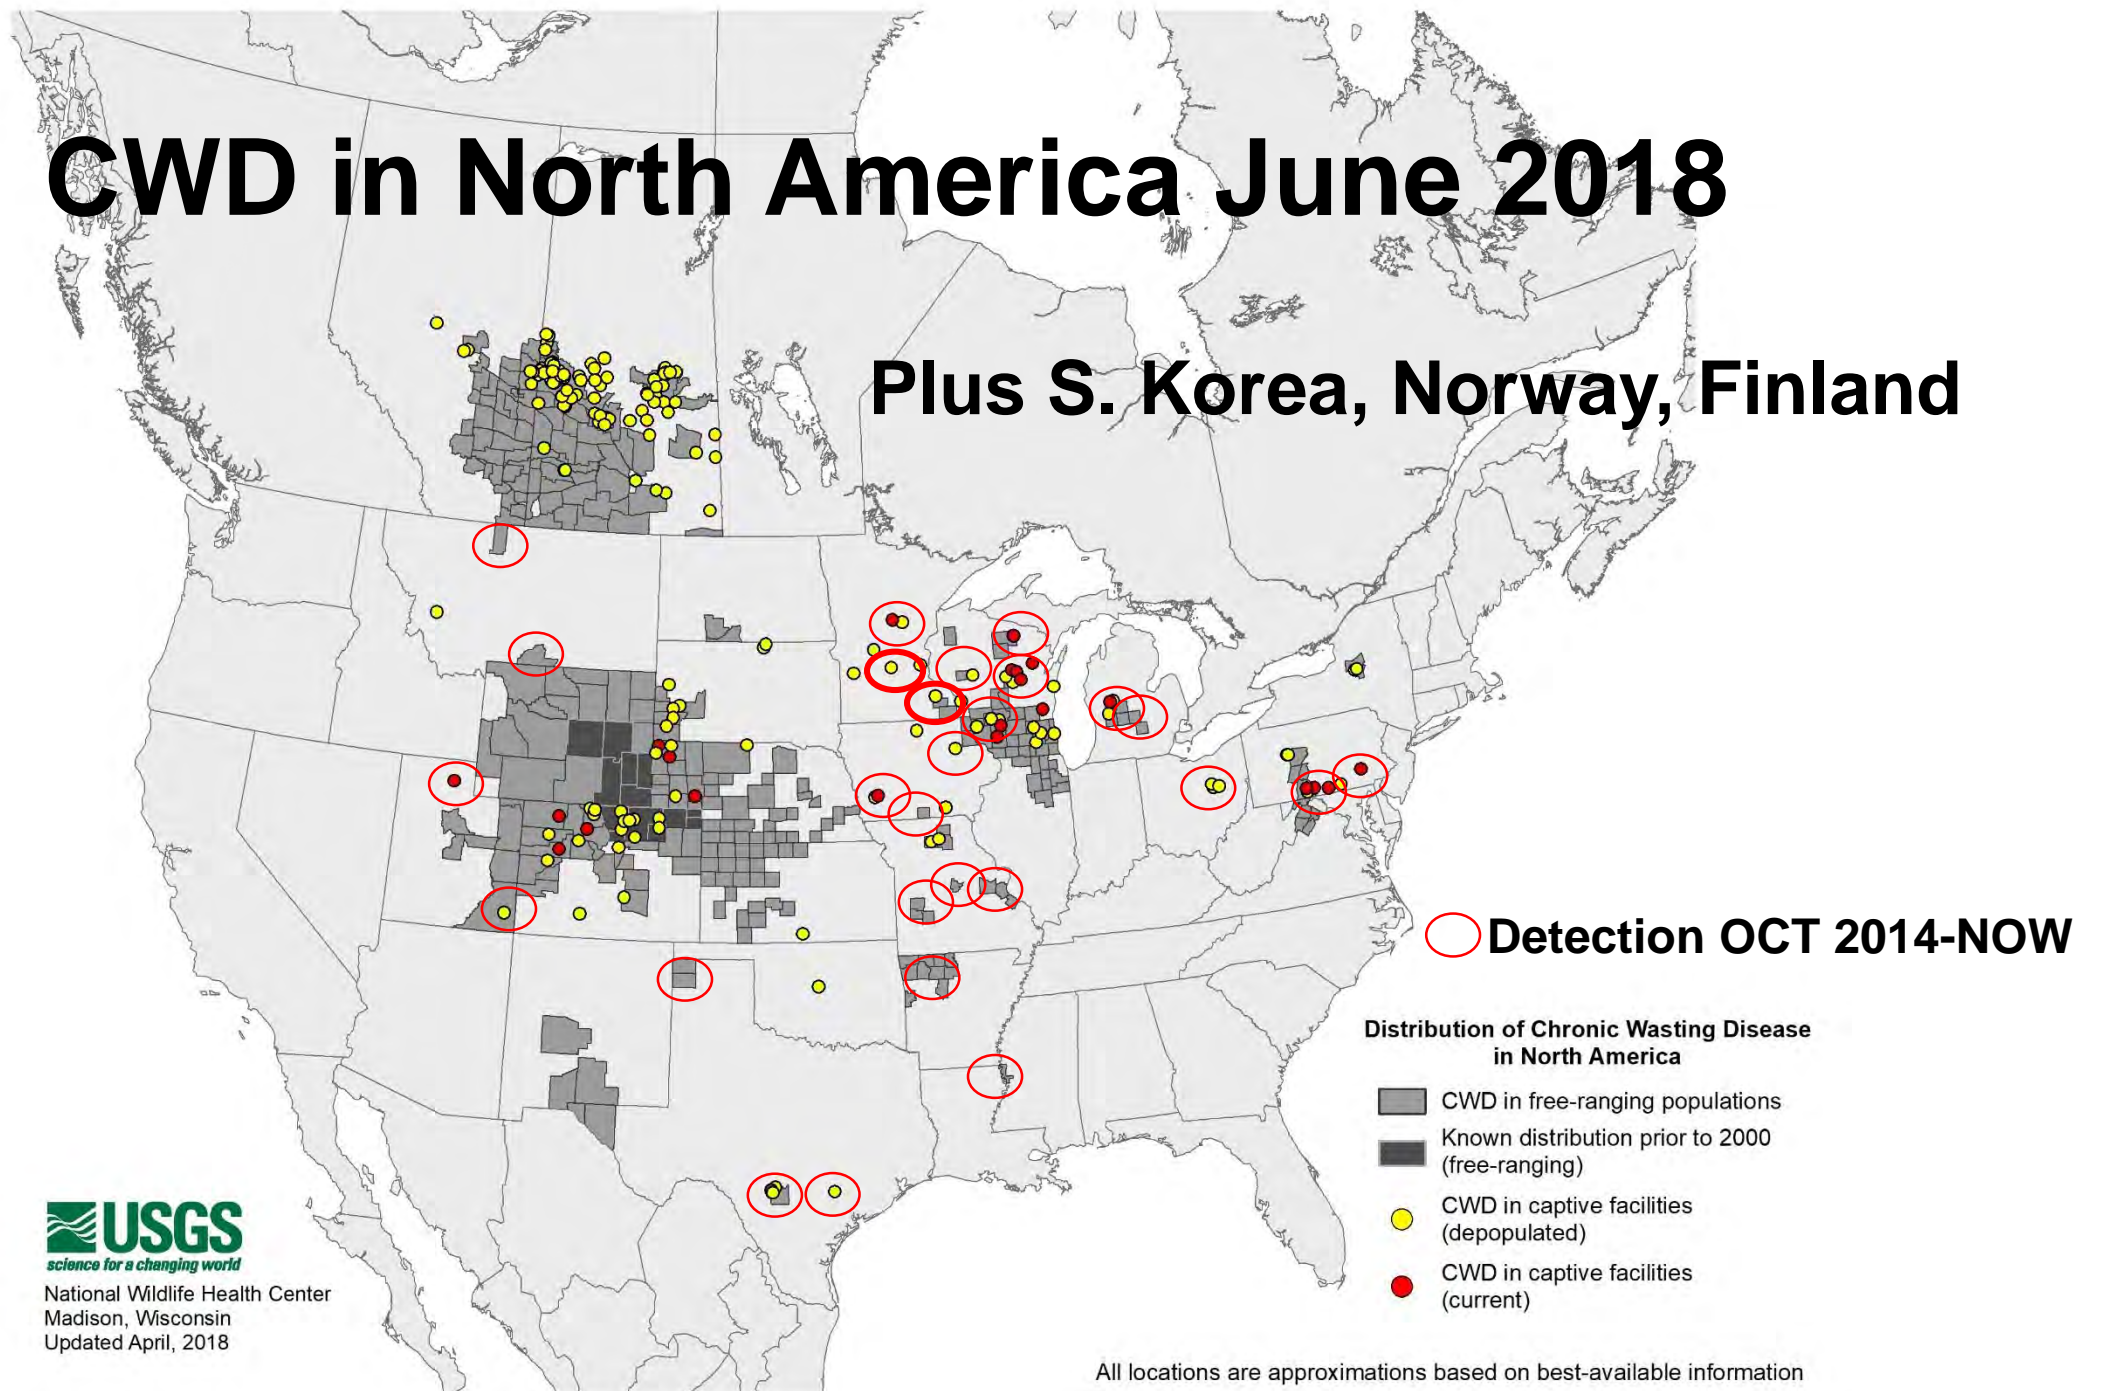 CWD in North America June 2018
Plus S. Korea, Norway, Finland
Detection OCT 2014-NOW
Distribution of Chronic Wasting Disease
in North America
CWD in free-ranging populations
Known distribution prior to 2000
(free-ranging)
CWD in captive facilities
(depopulated)
CWD in captive facilities
(current)
USGS
science for a changing world
National Wildlife Health Center
Madison, Wisconsin
Updated April, 2018
All locations are approximations based on best-available information